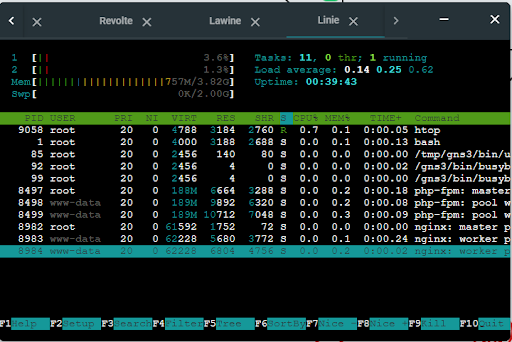 Revolte Lawine Linie
1 [|| 3.6%] Tasks: 11, 0 thr; 1 running
2 [|| 1.3%] Load average: 0.14 0.25 0.62
Mem[||||||||||||||||||||||757M/3.82G] Uptime: 00:39:43
Swp[ 0K/2.00G]
PID USER PRI NI VIRT RES SHR S CPU% MEM% TIME+ Command
9058 root 20 0 4788 3184 2760 R 0.7 0.1 0:00.05 htop
1 root 20 0 4000 3188 2688 S 0.0 0.1 0:00.13 bash
85 root 20 0 2456 140 80 S 0.0 0.0 0:00.00 /tmp/gns3/bin/u
92 root 20 0 2456 4 0 S 0.0 0.0 0:00.02 /gns3/bin/busyb
99 root 20 0 2456 4 0 S 0.0 0.0 0:00.00 /gns3/bin/busyb
8497 root 20 0 188M 6664 3288 S 0.0 0.2 0:00.18 php-fpm: master
8498 www-data 20 0 189M 9892 6320 S 0.0 0.2 0:00.08 php-fpm: pool w
8499 www-data 20 0 189M 10712 7048 S 0.0 0.3 0:00.09 php-fpm: pool w
8982 root 20 0 61592 1752 72 S 0.0 0.0 0:00.00 nginx: master p
8983 www-data 20 0 62228 5680 3772 S 0.0 0.1 0:00.24 nginx: worker p
8984 www-data 20 0 62228 6804 4756 S 0.0 0.2 0:00.02 nginx: worker p
F1Help F2Setup F3Search F4Filter F5Tree F6SortBy F7Nice - F8Nice + F9Kill F10Quit